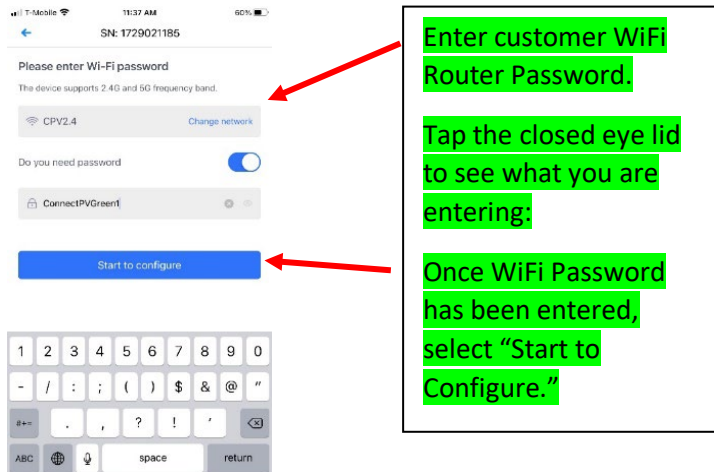 T-Mobile 11:37 AM 60%
SN: 1729021185
Please enter Wi-Fi password
The device supports 2.4G and 5G frequency band.
CPV2.4 Change network
Do you need password
ConnectPVGreen1
Start to configure
1 2 3 4 5 6 7 8 9 0
- / : ; ( ) $ & @ "
#+= . , ? ! '
ABC space return
Enter customer WiFi
Router Password.
Tap the closed eye lid
to see what you are
entering:
Once WiFi Password
has been entered,
select “Start to
Configure.”